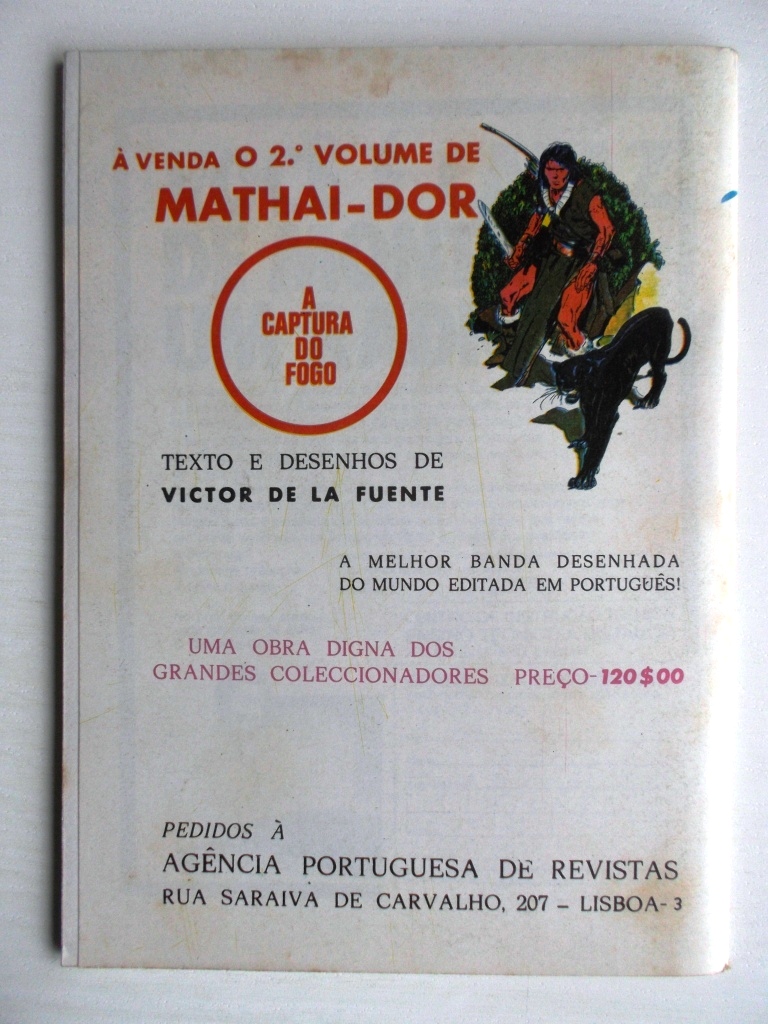 À VENDA O 2.º VOLUME DE
MATHAI-DOR
A
CAPTURA
DO
FOGO
TEXTO E DESENHOS DE
VICTOR DE LA FUENTE
A MELHOR BANDA DESENHADA
DO MUNDO EDITADA EM PORTUGUÊS!
UMA OBRA DIGNA DOS
GRANDES COLECCIONADORES PREÇO-120$00
PEDIDOS À
AGÊNCIA PORTUGUESA DE REVISTAS
RUA SARAIVA DE CARVALHO, 207 – LISBOA-3